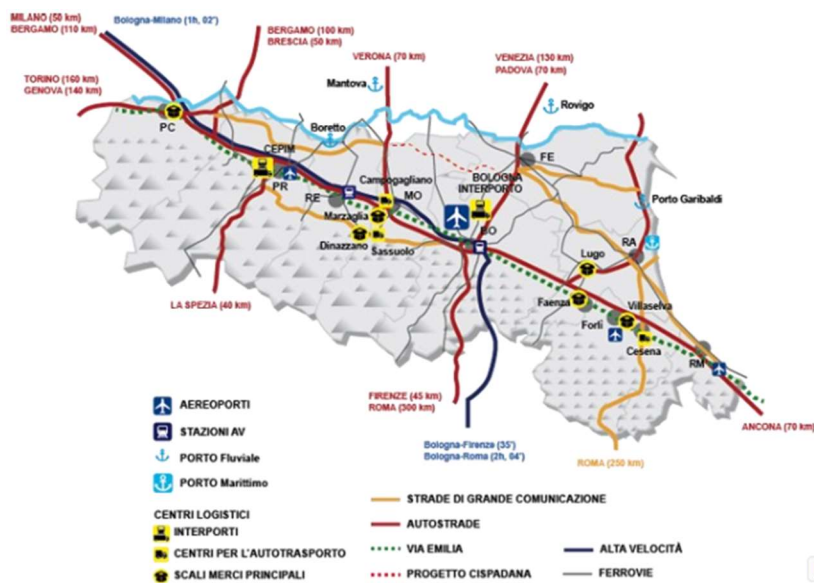 MILANO (50 km)
BERGAMO (110 km)
Bologna-Milano (1h, 02')
BERGAMO (100 km)
BRESCIA (50 km)
VERONA (70 km)
VENEZIA (130 km)
PADOVA (70 km)
TORINO (160 km)
GENOVA (140 km)
Mantova
Rovigo
Boretto
PC
CEPIM
PR
RE
Campogagliano
MO
Marzaglia
Dinazzano
Sassuolo
BOLOGNA
INTERPORTO
BO
FE
Porto Garibaldi
RA
Lugo
Faenza
Villaselva
Forlì
Cesena
RM
LA SPEZIA (40 km)
FIRENZE (45 km)
ROMA (300 km)
Bologna-Firenze (35')
Bologna-Roma (2h, 04')
ANCONA (70 km)
ROMA (250 km)
AEREOPORTI
STAZIONI AV
PORTO Fluviale
PORTO Marittimo
CENTRI LOGISTICI
INTERPORTI
CENTRI PER L'AUTOTRASPORTO
SCALI MERCI PRINCIPALI
STRADE DI GRANDE COMUNICAZIONE
AUTOSTRADE
VIA EMILIA
PROGETTO CISPADANA
ALTA VELOCITÀ
FERROVIE